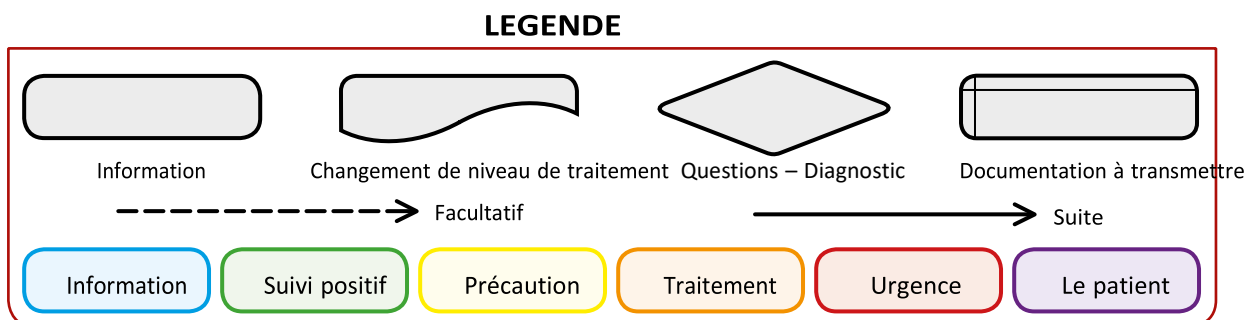 LEGENDE
Information
Changement de niveau de traitement
Questions – Diagnostic
Documentation à transmettre
Facultatif
Suite
Information
Suivi positif
Précaution
Traitement
Urgence
Le patient